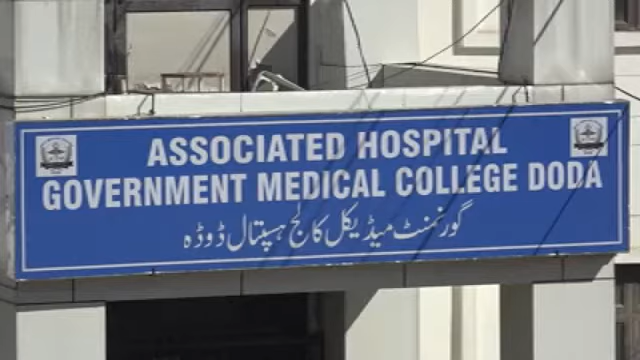 ASSOCIATED HOSPITAL
GOVERNMENT MEDICAL COLLEGE DODA
گورنمنٹ میڈیکل کالج ہسپتال ڈوڈہ